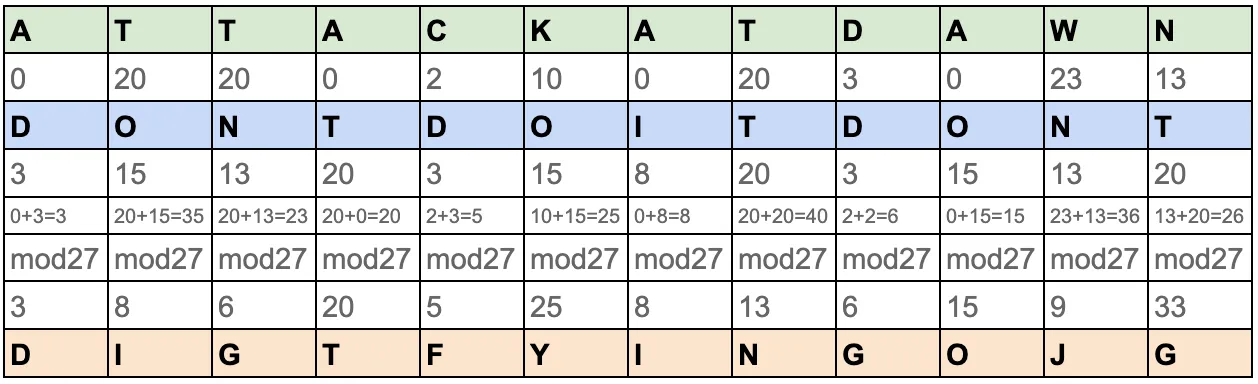 A T T A C K A T D A W N
0 20 20 0 2 10 0 20 3 0 23 13
D O N T D O I T D O N T
3 15 13 20 3 15 8 20 3 15 13 20
0+3=3 20+15=35 20+13=23 20+0=20 2+3=5 10+15=25 0+8=8 20+20=40 2+2=6 0+15=15 23+13=36 13+20=26
mod27 mod27 mod27 mod27 mod27 mod27 mod27 mod27 mod27 mod27 mod27 mod27
3 8 6 20 5 25 8 13 6 15 9 33
D I G T F Y I N G O J G